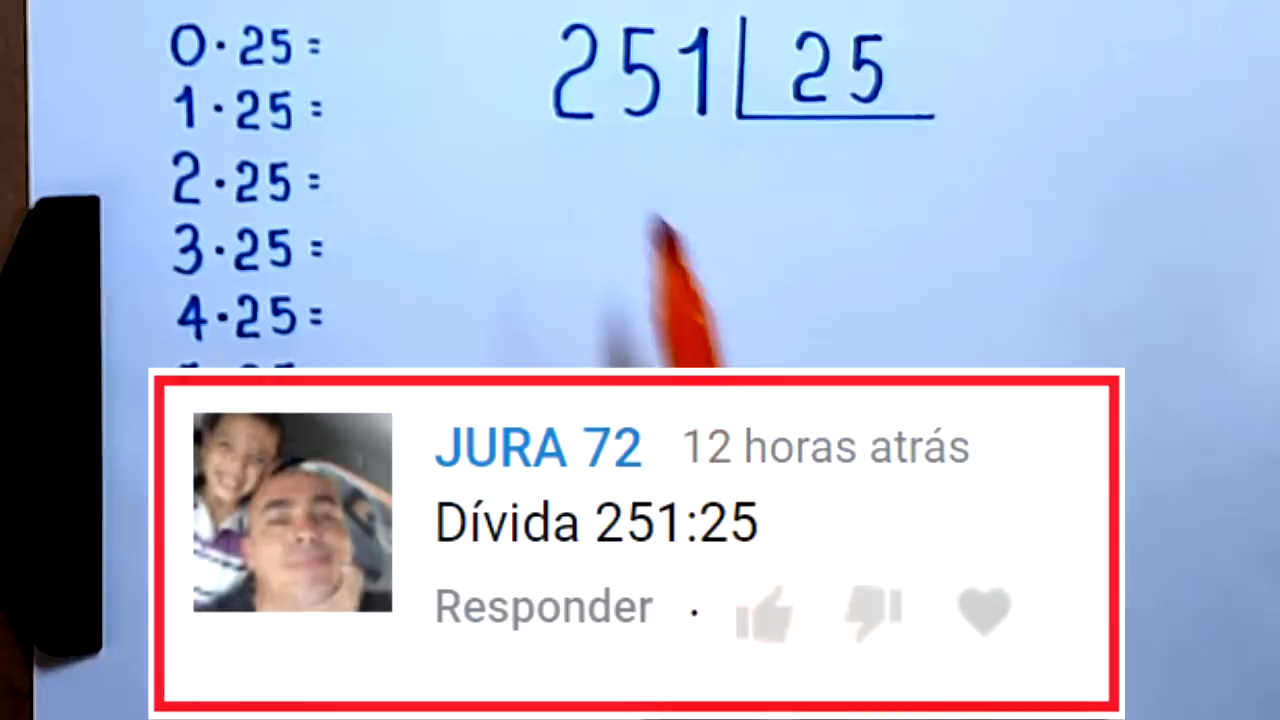 0·25=
1·25=
2·25=
3·25=
4·25=
251 25
JURA 72 12 horas atrás
Dívida 251:25
Responder ·